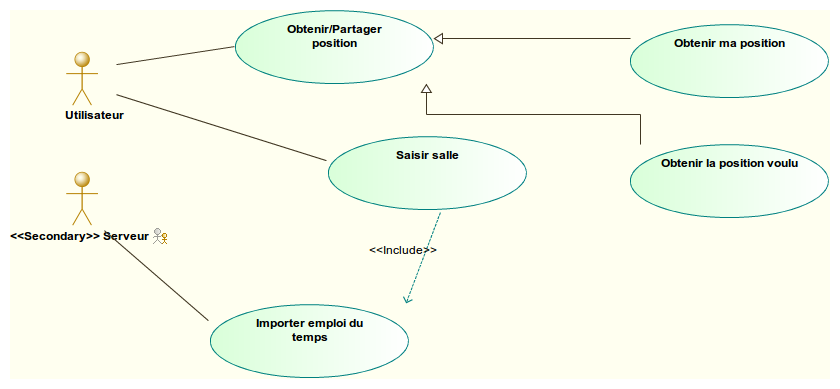 Obtenir/Partager
position
Obtenir ma position
Utilisateur
Saisir salle
Obtenir la position voulu
<<Secondary>> Serveur
<<Include>>
Importer emploi du
temps